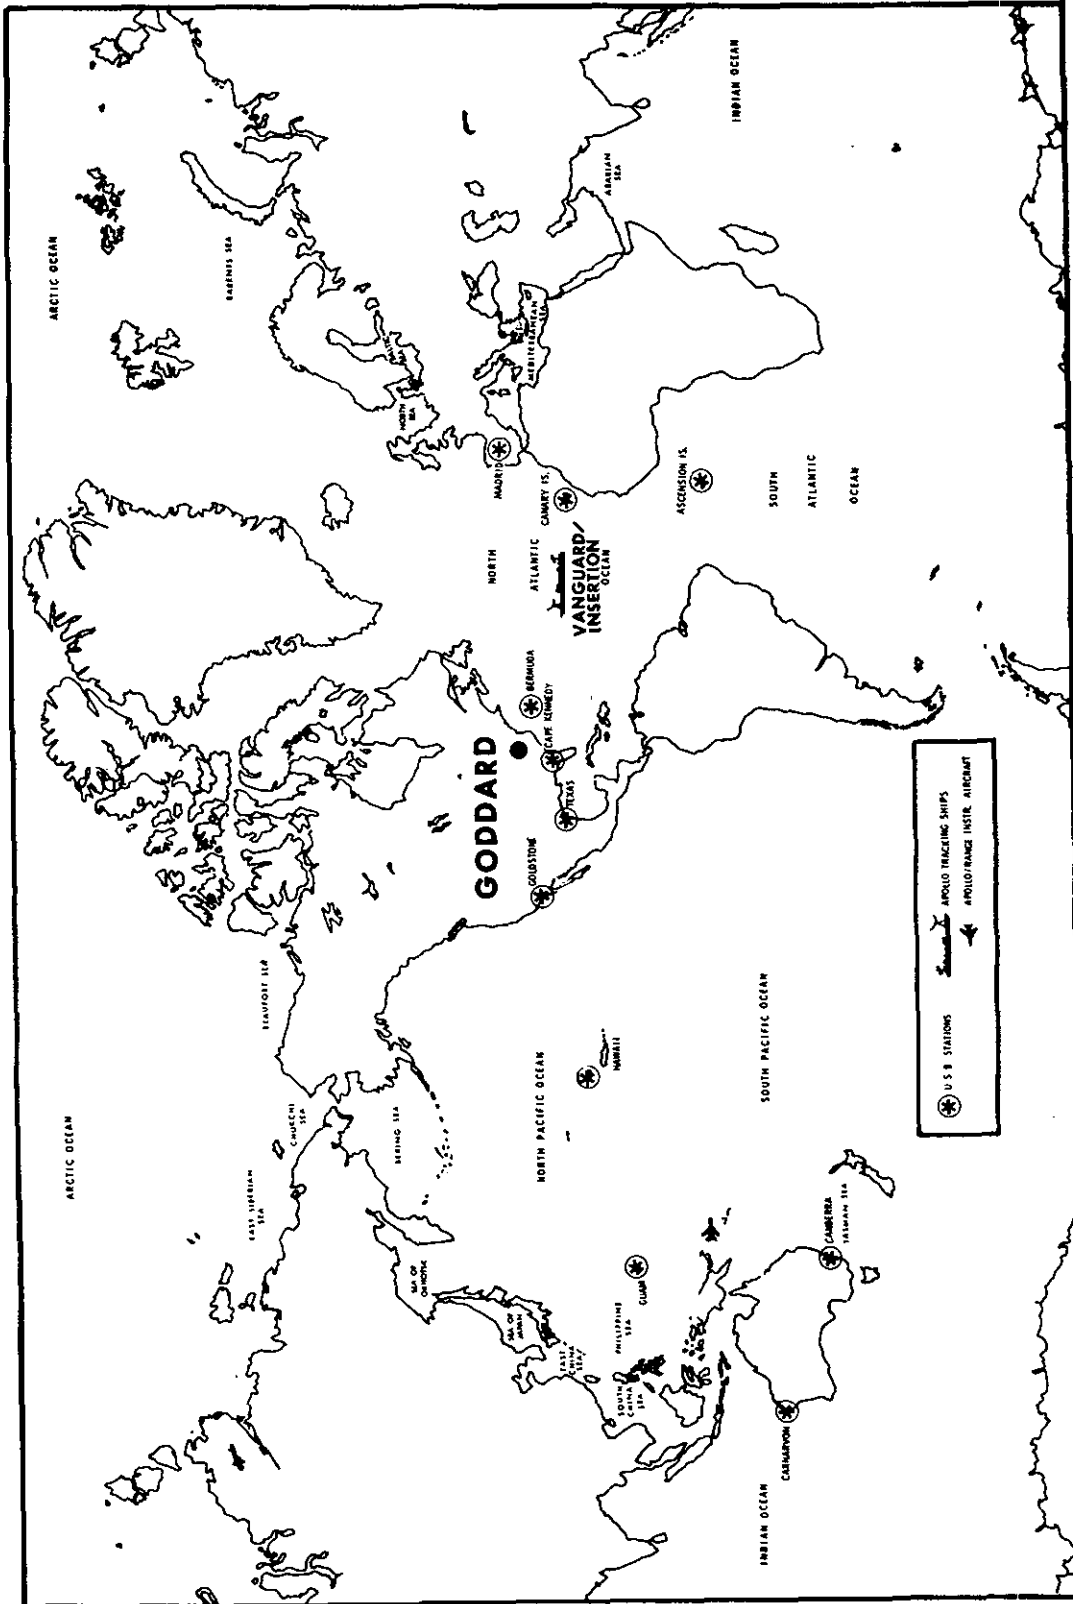 ARCTIC OCEAN
ARCTIC OCEAN
EAST SIBERIAN
SEA
CHURCHI
SEA
BEAUFORT SEA
BARENTS SEA
BERING SEA
SEA OF
OKHOTSK
SEA OF
JAPAN
EAST
CHINA
SEA
SOUTH
CHINA
SEA
PHILIPPINE
SEA
NORTH
SEA
BALTIC
SEA
MEDITERRANEAN
SEA
MADRID
GODDARD
GOLDSTONE
TEXAS
CAPE KENNEDY
BERMUDA
NORTH
ATLANTIC
OCEAN
VANGUARD/
INSERTION
CANARY IS.
ARABIAN
SEA
INDIAN OCEAN
NORTH PACIFIC OCEAN
HAWAII
GUAM
ASCENSION IS.
SOUTH
ATLANTIC
OCEAN
SOUTH PACIFIC OCEAN
INDIAN OCEAN
CARNARVON
CANBERRA
TASMAN SEA
U S B STATIONS
APOLLO TRACKING SHIPS
APOLLO/RANGE INSTR. AIRCRAFT